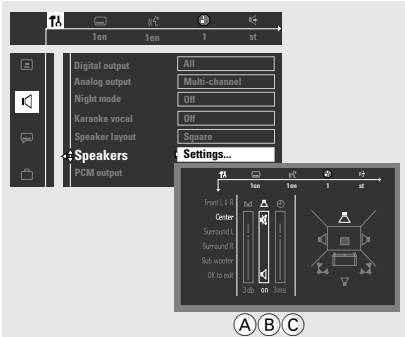 1en 1en 1 st
Digital output All
Analog output Multi-channel
Night mode Off
Karaoke vocal Off
Speaker layout Square
Speakers Settings...
PCM output
1en 1en 1 st
Front L & R
Center
Surround L
Surround R
Sub woofer
OK to exit
3db on 3ms
A B C